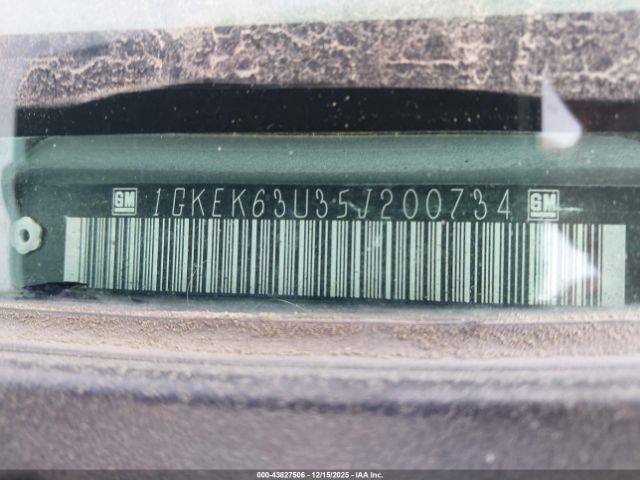 GM 1GKEK63U35J200734 GM
000-43827506 - 12/15/2025 - IAA Inc.